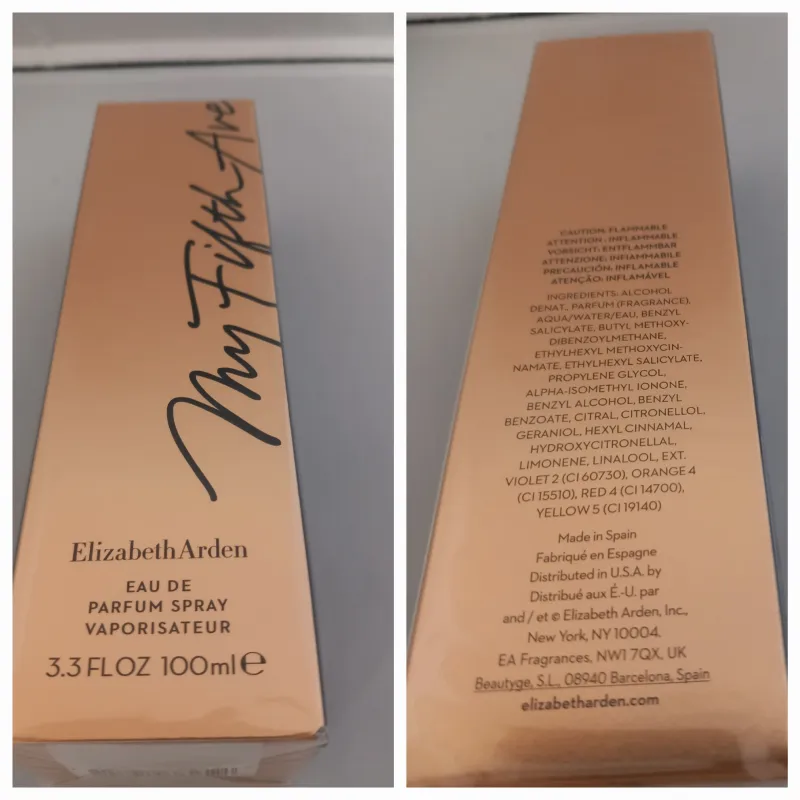 My Fifth Ave
ElizabethArden
EAU DE
PARFUM SPRAY
VAPORISATEUR
3.3 FL OZ 100ml ℮
CAUTION: FLAMMABLE
ATTENTION - INFLAMMABLE
VORSICHT: ENTFLAMMBAR
ATTENZIONE: INFIAMMABILE
PRECAUCIÓN: INFLAMABLE
ATENÇÃO: INFLAMÁVEL
INGREDIENTS: ALCOHOL
DENAT., PARFUM (FRAGRANCE),
AQUA/WATER/EAU, BENZYL
SALICYLATE, BUTYL METHOXY-
DIBENZOYLMETHANE,
ETHYLHEXYL METHOXYCIN-
NAMATE, ETHYLHEXYL SALICYLATE,
PROPYLENE GLYCOL,
ALPHA-ISOMETHYL IONONE,
BENZYL ALCOHOL, BENZYL
BENZOATE, CITRAL, CITRONELLOL,
GERANIOL, HEXYL CINNAMAL,
HYDROXYCITRONELLAL,
LIMONENE, LINALOOL, EXT.
VIOLET 2 (CI 60730), ORANGE 4
(CI 15510), RED 4 (CI 14700),
YELLOW 5 (CI 19140)
Made in Spain
Fabriqué en Espagne
Distributed in U.S.A. by
Distribué aux É.-U. par
and / et © Elizabeth Arden, Inc.,
New York, NY 10004.
EA Fragrances, NW1 7QX, UK
Beautyge, S.L., 08940 Barcelona, Spain
elizabetharden.com